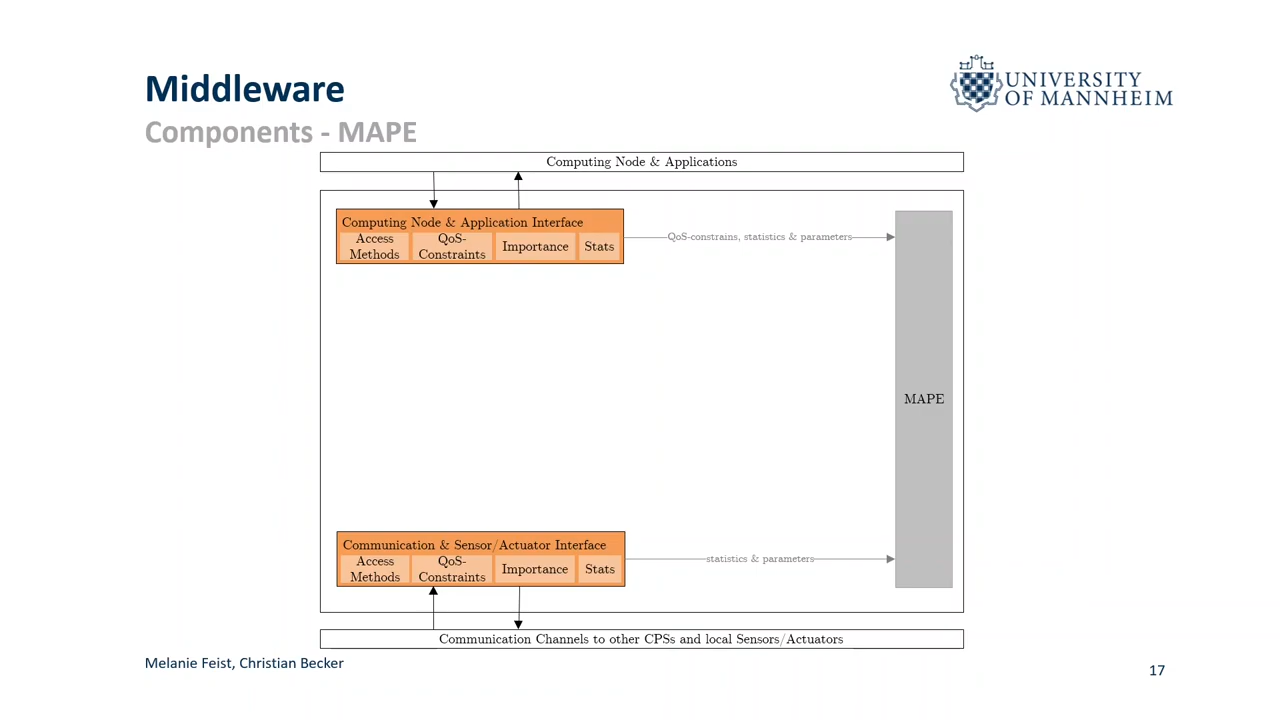 Middleware
Components - MAPE
UNIVERSITY
OF MANNHEIM
Computing Node & Applications
Computing Node & Application Interface
Access
Methods
QoS-
Constraints
Importance
Stats
QoS-constrains, statistics & parameters
MAPE
Communication & Sensor/Actuator Interface
Access
Methods
QoS-
Constraints
Importance
Stats
statistics & parameters
Communication Channels to other CPSs and local Sensors/Actuators
Melanie Feist, Christian Becker
17